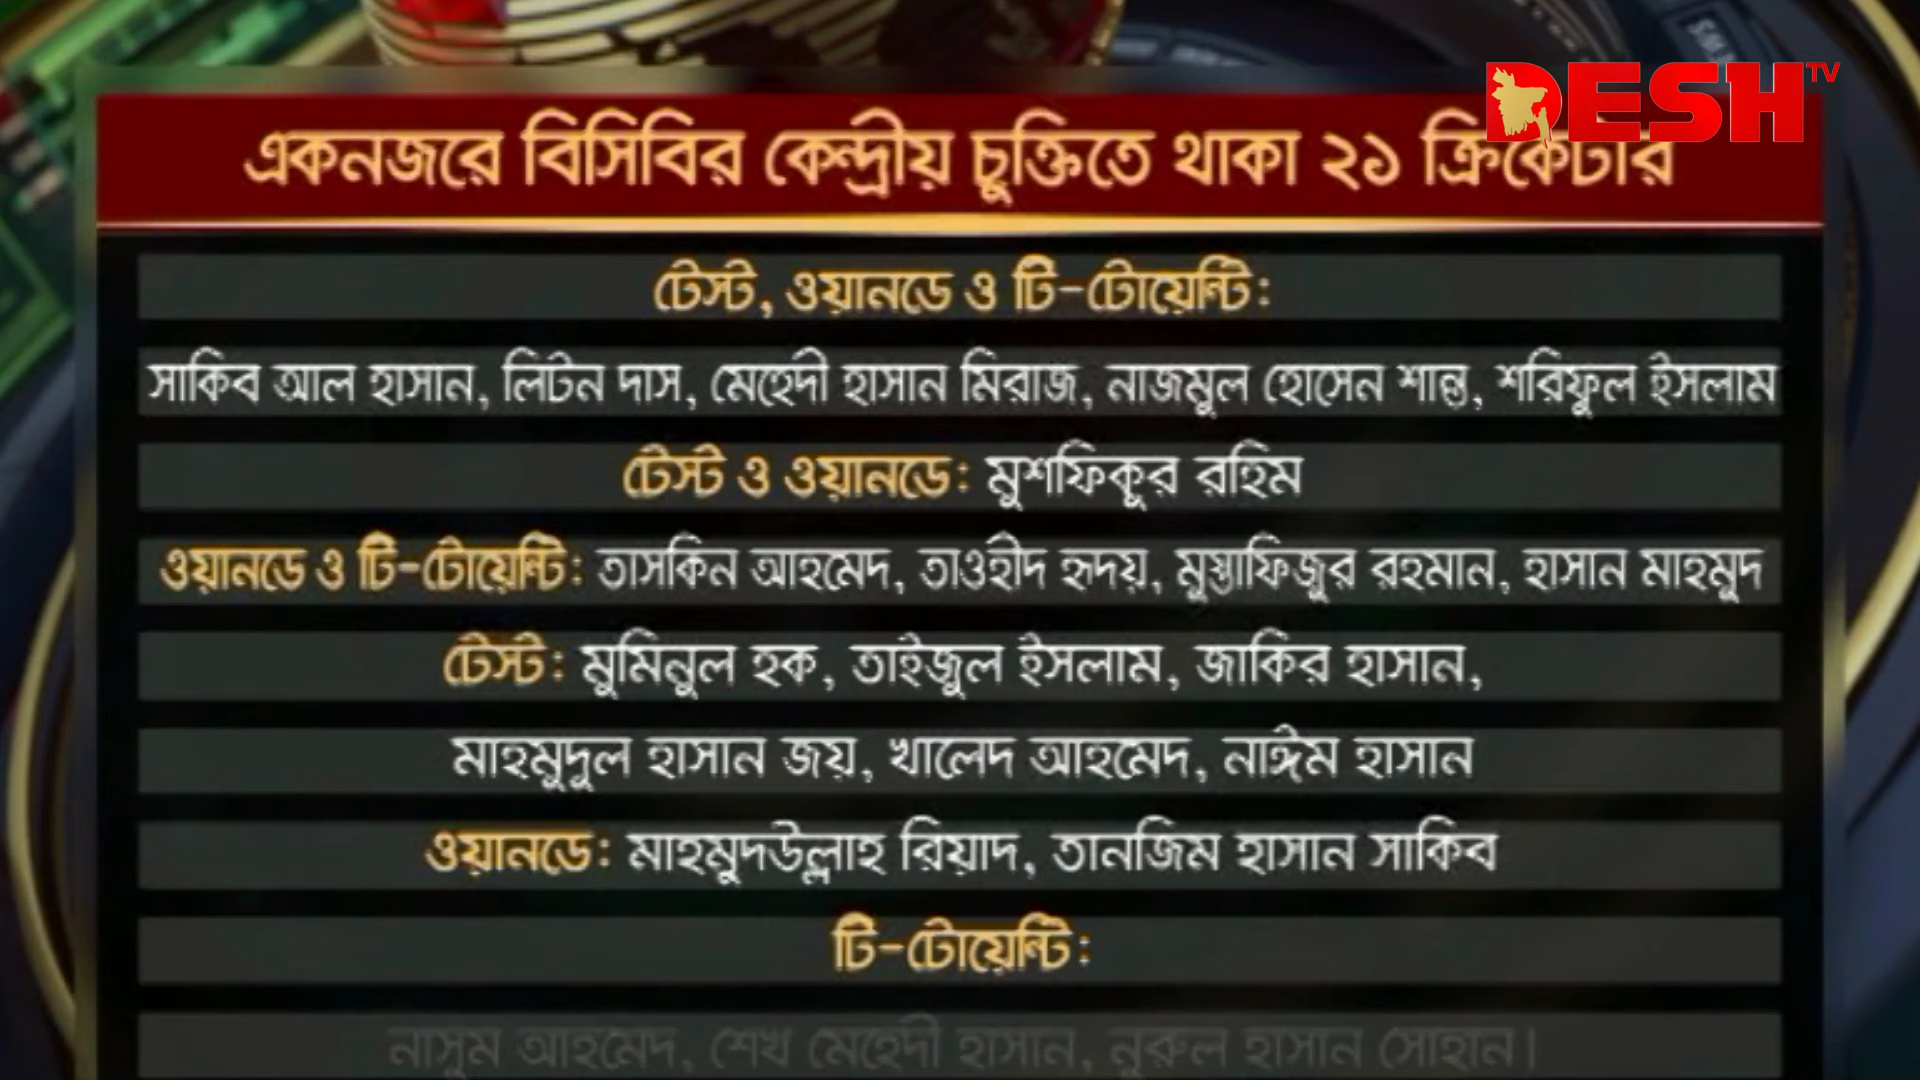 DESH TV
একনজরে বিসিবির কেন্দ্রীয় চুক্তিতে থাকা ২১ ক্রিকেটার
টেস্ট, ওয়ানডে ও টি-টোয়েন্টি:
সাকিব আল হাসান, লিটন দাস, মেহেদী হাসান মিরাজ, নাজমুল হোসেন শান্ত, শরিফুল ইসলাম
টেস্ট ও ওয়ানডে: মুশফিকুর রহিম
ওয়ানডে ও টি-টোয়েন্টি: তাসকিন আহমেদ, তাওহীদ হৃদয়, মুস্তাফিজুর রহমান, হাসান মাহমুদ
টেস্ট: মুমিনুল হক, তাইজুল ইসলাম, জাকির হাসান,
মাহমুদুল হাসান জয়, খালেদ আহমেদ, নাঈম হাসান
ওয়ানডে: মাহমুদউল্লাহ রিয়াদ, তানজিম হাসান সাকিব
টি-টোয়েন্টি:
নাসুম আহমেদ, শেখ মেহেদী হাসান, নুরুল হাসান সোহান।